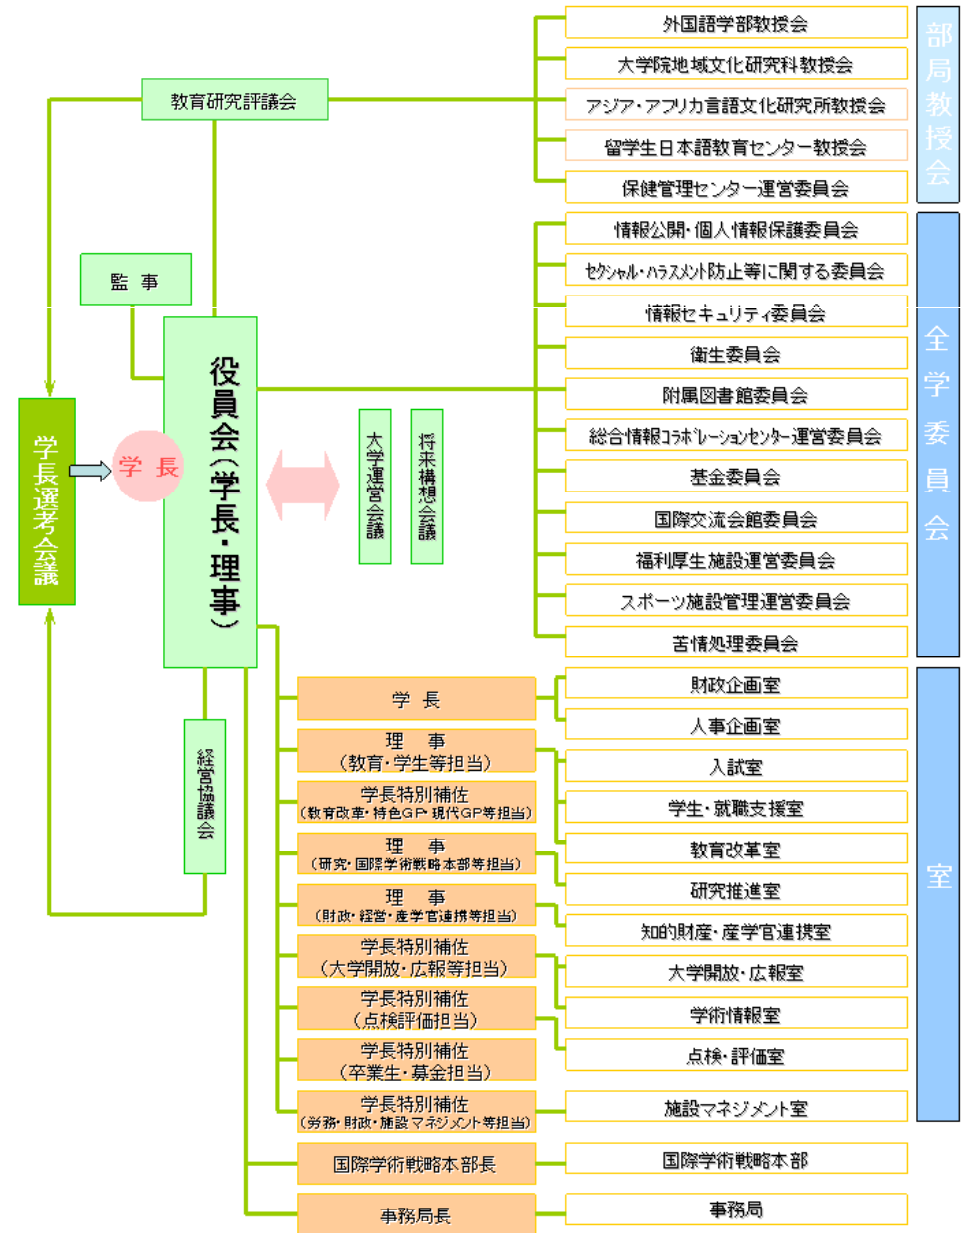 外国語学部教授会
大学院地域文化研究科教授会
アジア・アフリカ言語文化研究所教授会
留学生日本語教育センター教授会
保健管理センター運営委員会
部局教授会
教育研究評議会
情報公開・個人情報保護委員会
セクシャル・ハラスメント防止等に関する委員会
情報セキュリティ委員会
衛生委員会
附属図書館委員会
総合情報コラボレーションセンター運営委員会
基金委員会
国際交流会館委員会
福利厚生施設運営委員会
スポーツ施設管理運営委員会
苦情処理委員会
全学委員会
監事
役員会(学長・理事)
学長
学長選考会議
大学運営会議
将来構想会議
経営協議会
学長
理事
(教育・学生等担当)
学長特別補佐
(教育改革・特色GP・現代GP等担当)
理事
(研究・国際学術戦略本部等担当)
理事
(財政・経営・産学官連携等担当)
学長特別補佐
(大学開放・広報等担当)
学長特別補佐
(点検評価担当)
学長特別補佐
(卒業生・募金担当)
学長特別補佐
(労務・財政・施設マネジメント等担当)
国際学術戦略本部長
事務局長
財政企画室
人事企画室
入試室
学生・就職支援室
教育改革室
研究推進室
知的財産・産学官連携室
大学開放・広報室
学術情報室
点検・評価室
施設マネジメント室
国際学術戦略本部
事務局
室